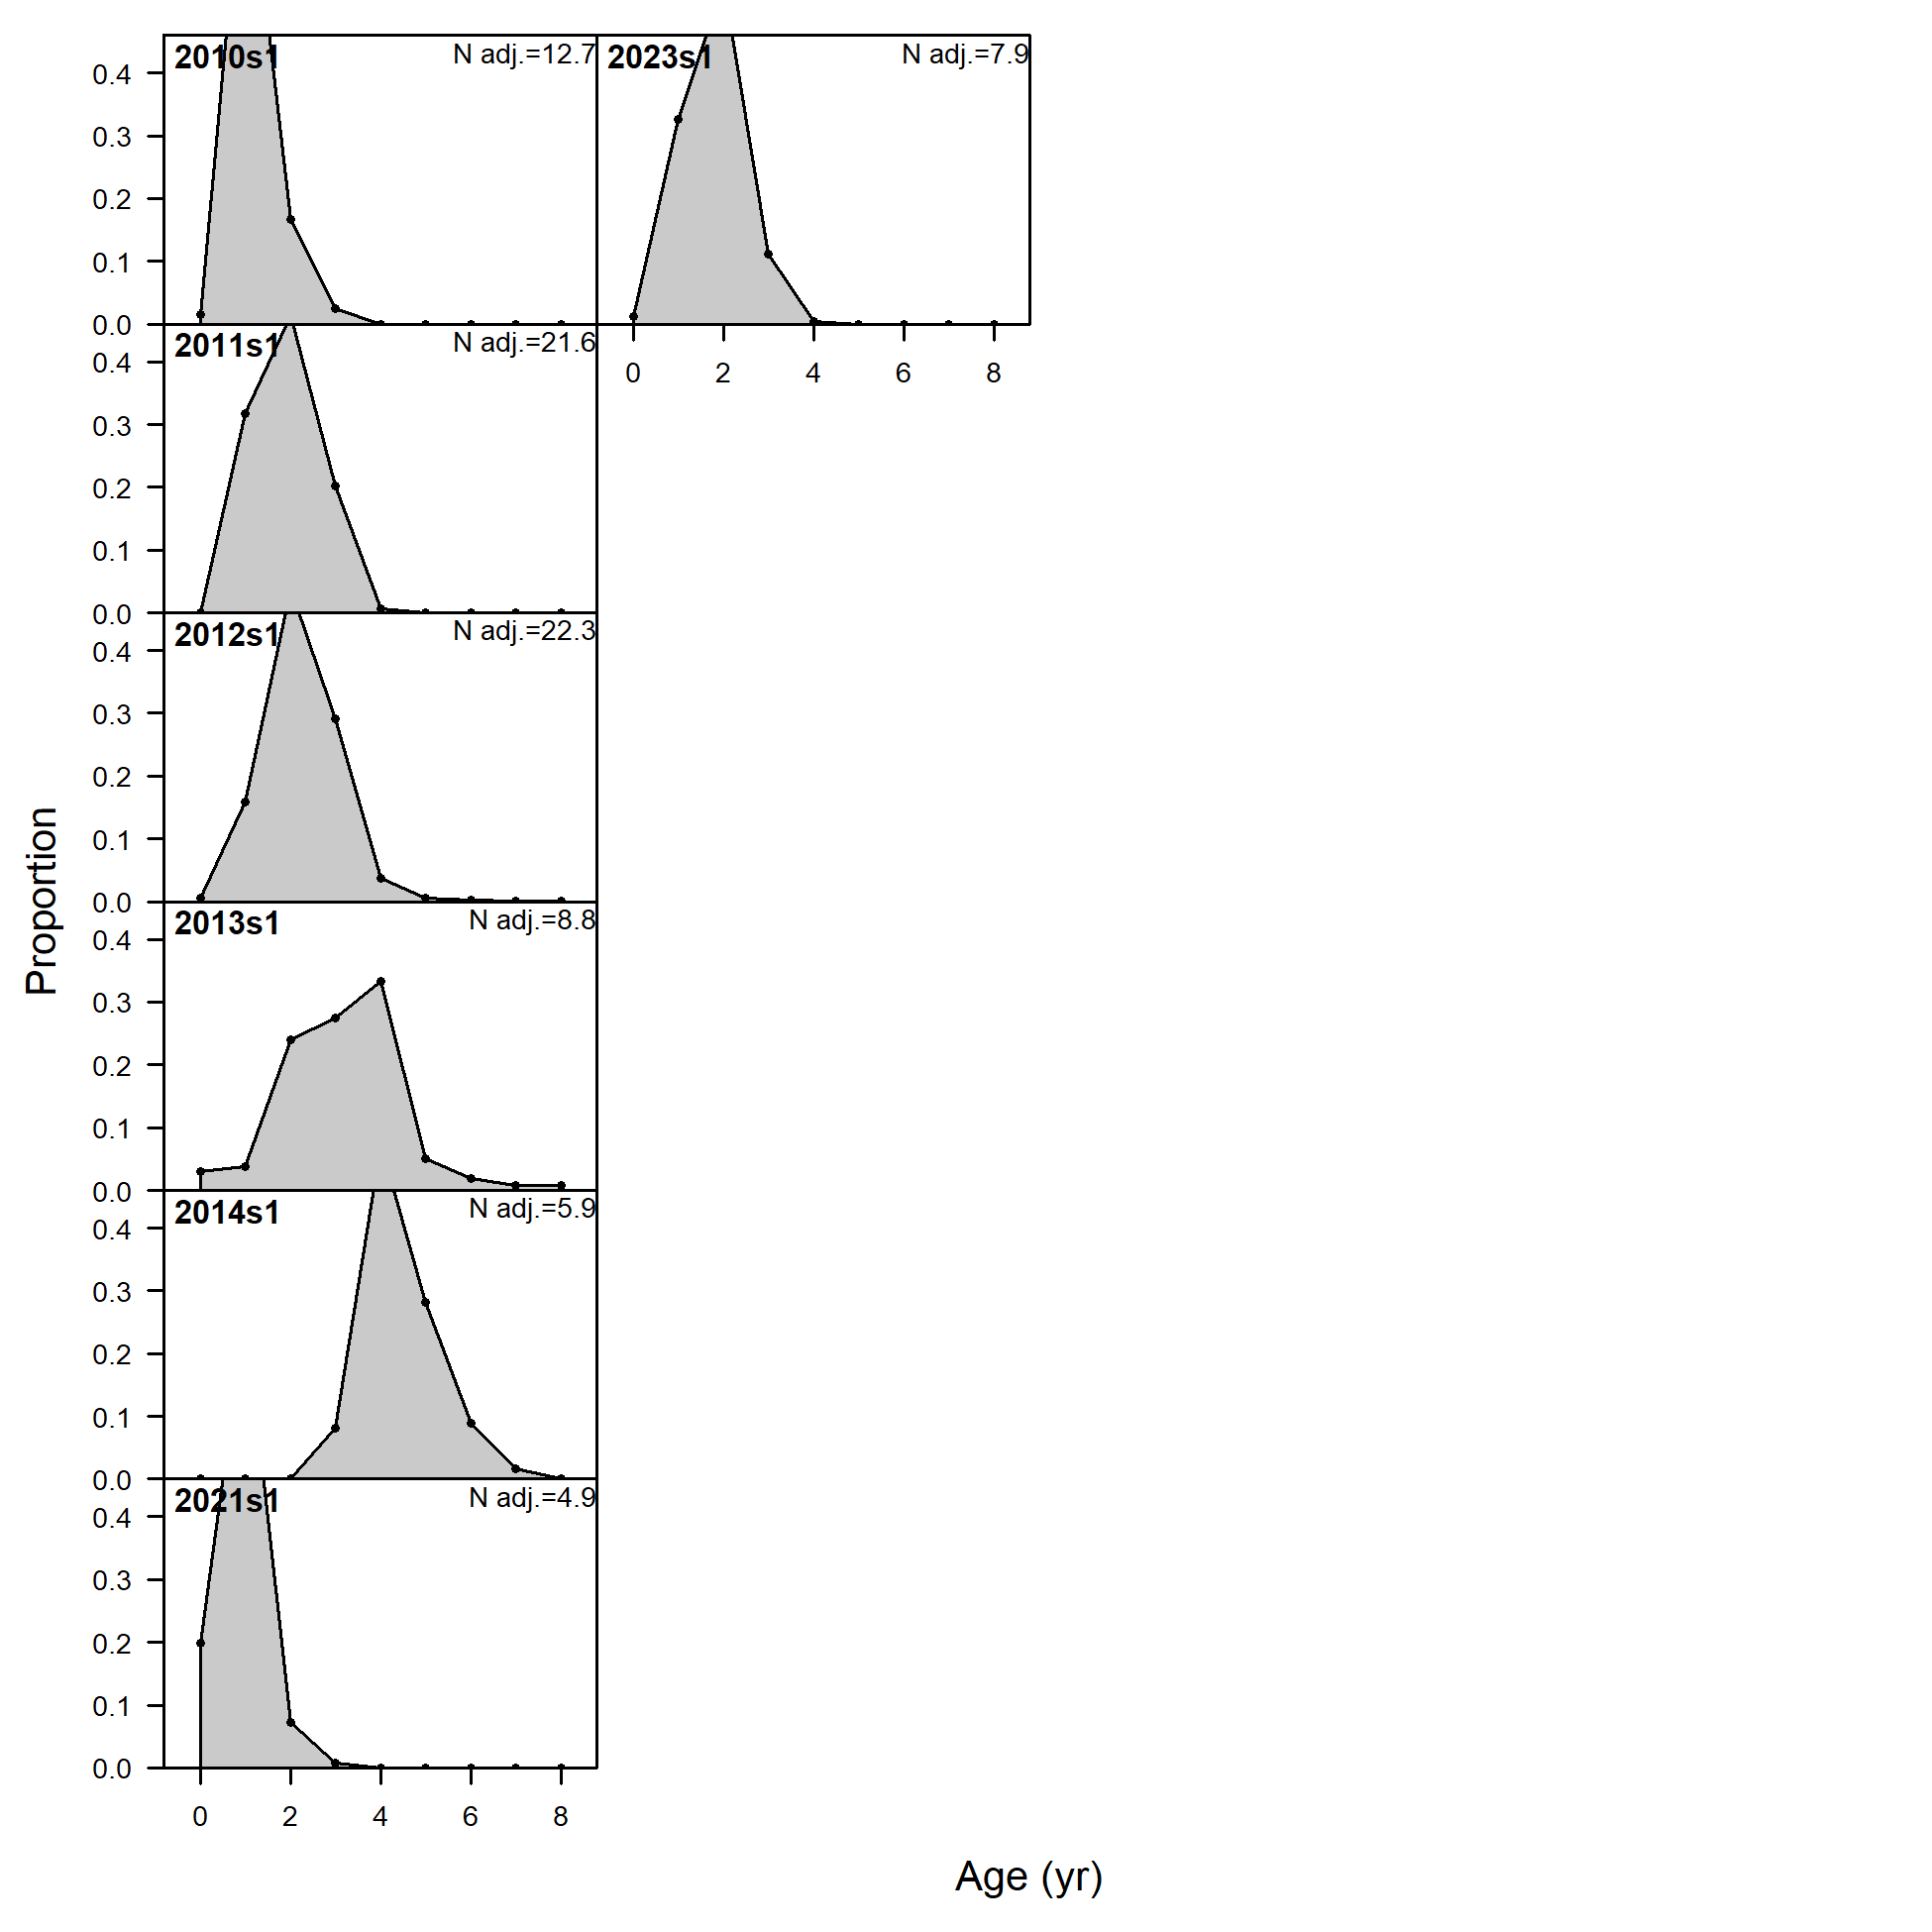 2010s1 N adj.=12.7
0.4
0.3
0.2
0.1
0.0
2023s1 N adj.=7.9
0 2 4 6 8
2011s1 N adj.=21.6
0.4
0.3
0.2
0.1
0.0
2012s1 N adj.=22.3
0.4
0.3
0.2
0.1
0.0
2013s1 N adj.=8.8
0.4
0.3
0.2
0.1
0.0
2014s1 N adj.=5.9
0.4
0.3
0.2
0.1
0.0
2021s1 N adj.=4.9
0.4
0.3
0.2
0.1
0.0
0 2 4 6 8
Proportion
Age (yr)